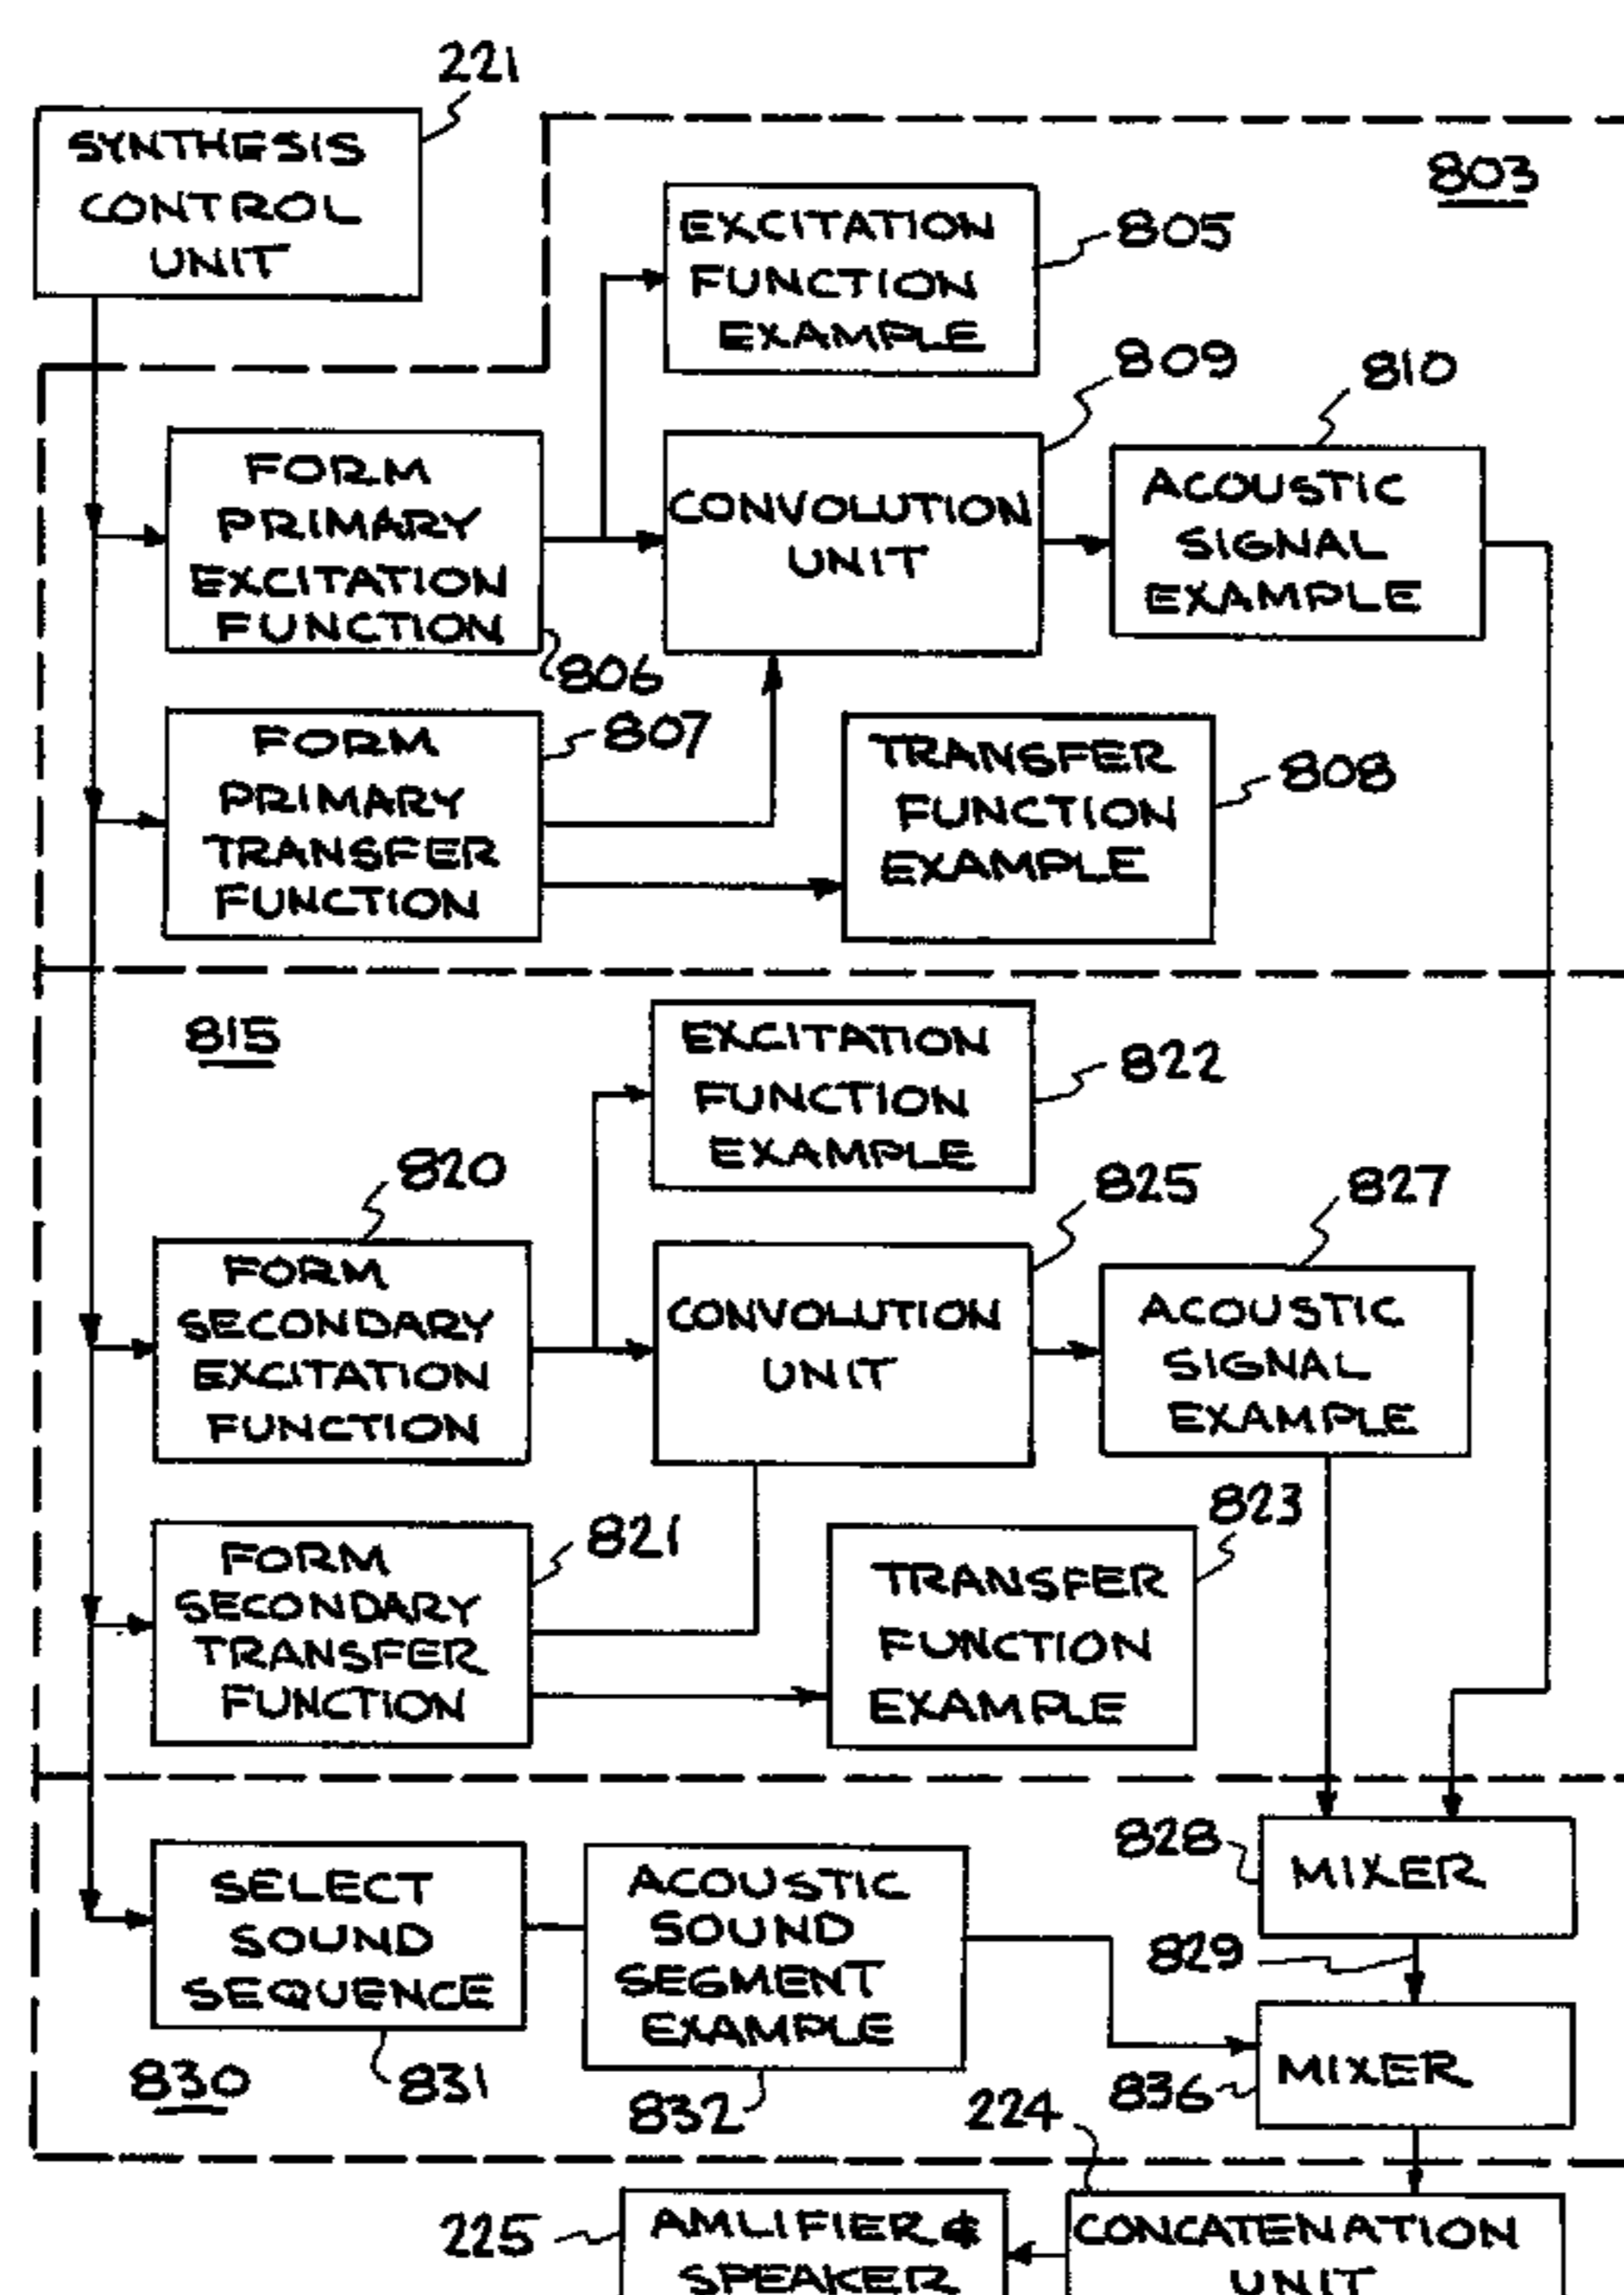 221
SYNTHESIS
CONTROL
UNIT
803
EXCITATION
FUNCTION
EXAMPLE
805
809
810
FORM
PRIMARY
EXCITATION
FUNCTION
806
CONVOLUTION
UNIT
ACOUSTIC
SIGNAL
EXAMPLE
FORM
PRIMARY
TRANSFER
FUNCTION
807
TRANSFER
FUNCTION
EXAMPLE
808
815
EXCITATION
FUNCTION
EXAMPLE
822
820
825
827
FORM
SECONDARY
EXCITATION
FUNCTION
CONVOLUTION
UNIT
ACOUSTIC
SIGNAL
EXAMPLE
FORM
SECONDARY
TRANSFER
FUNCTION
821
TRANSFER
FUNCTION
EXAMPLE
823
828
MIXER
829
SELECT
SOUND
SEQUENCE
ACOUSTIC
SOUND
SEGMENT
EXAMPLE
MIXER
836
830
831
832
224
225
AMLIFIER &
SPEAKER
CONCATENATION
UNIT